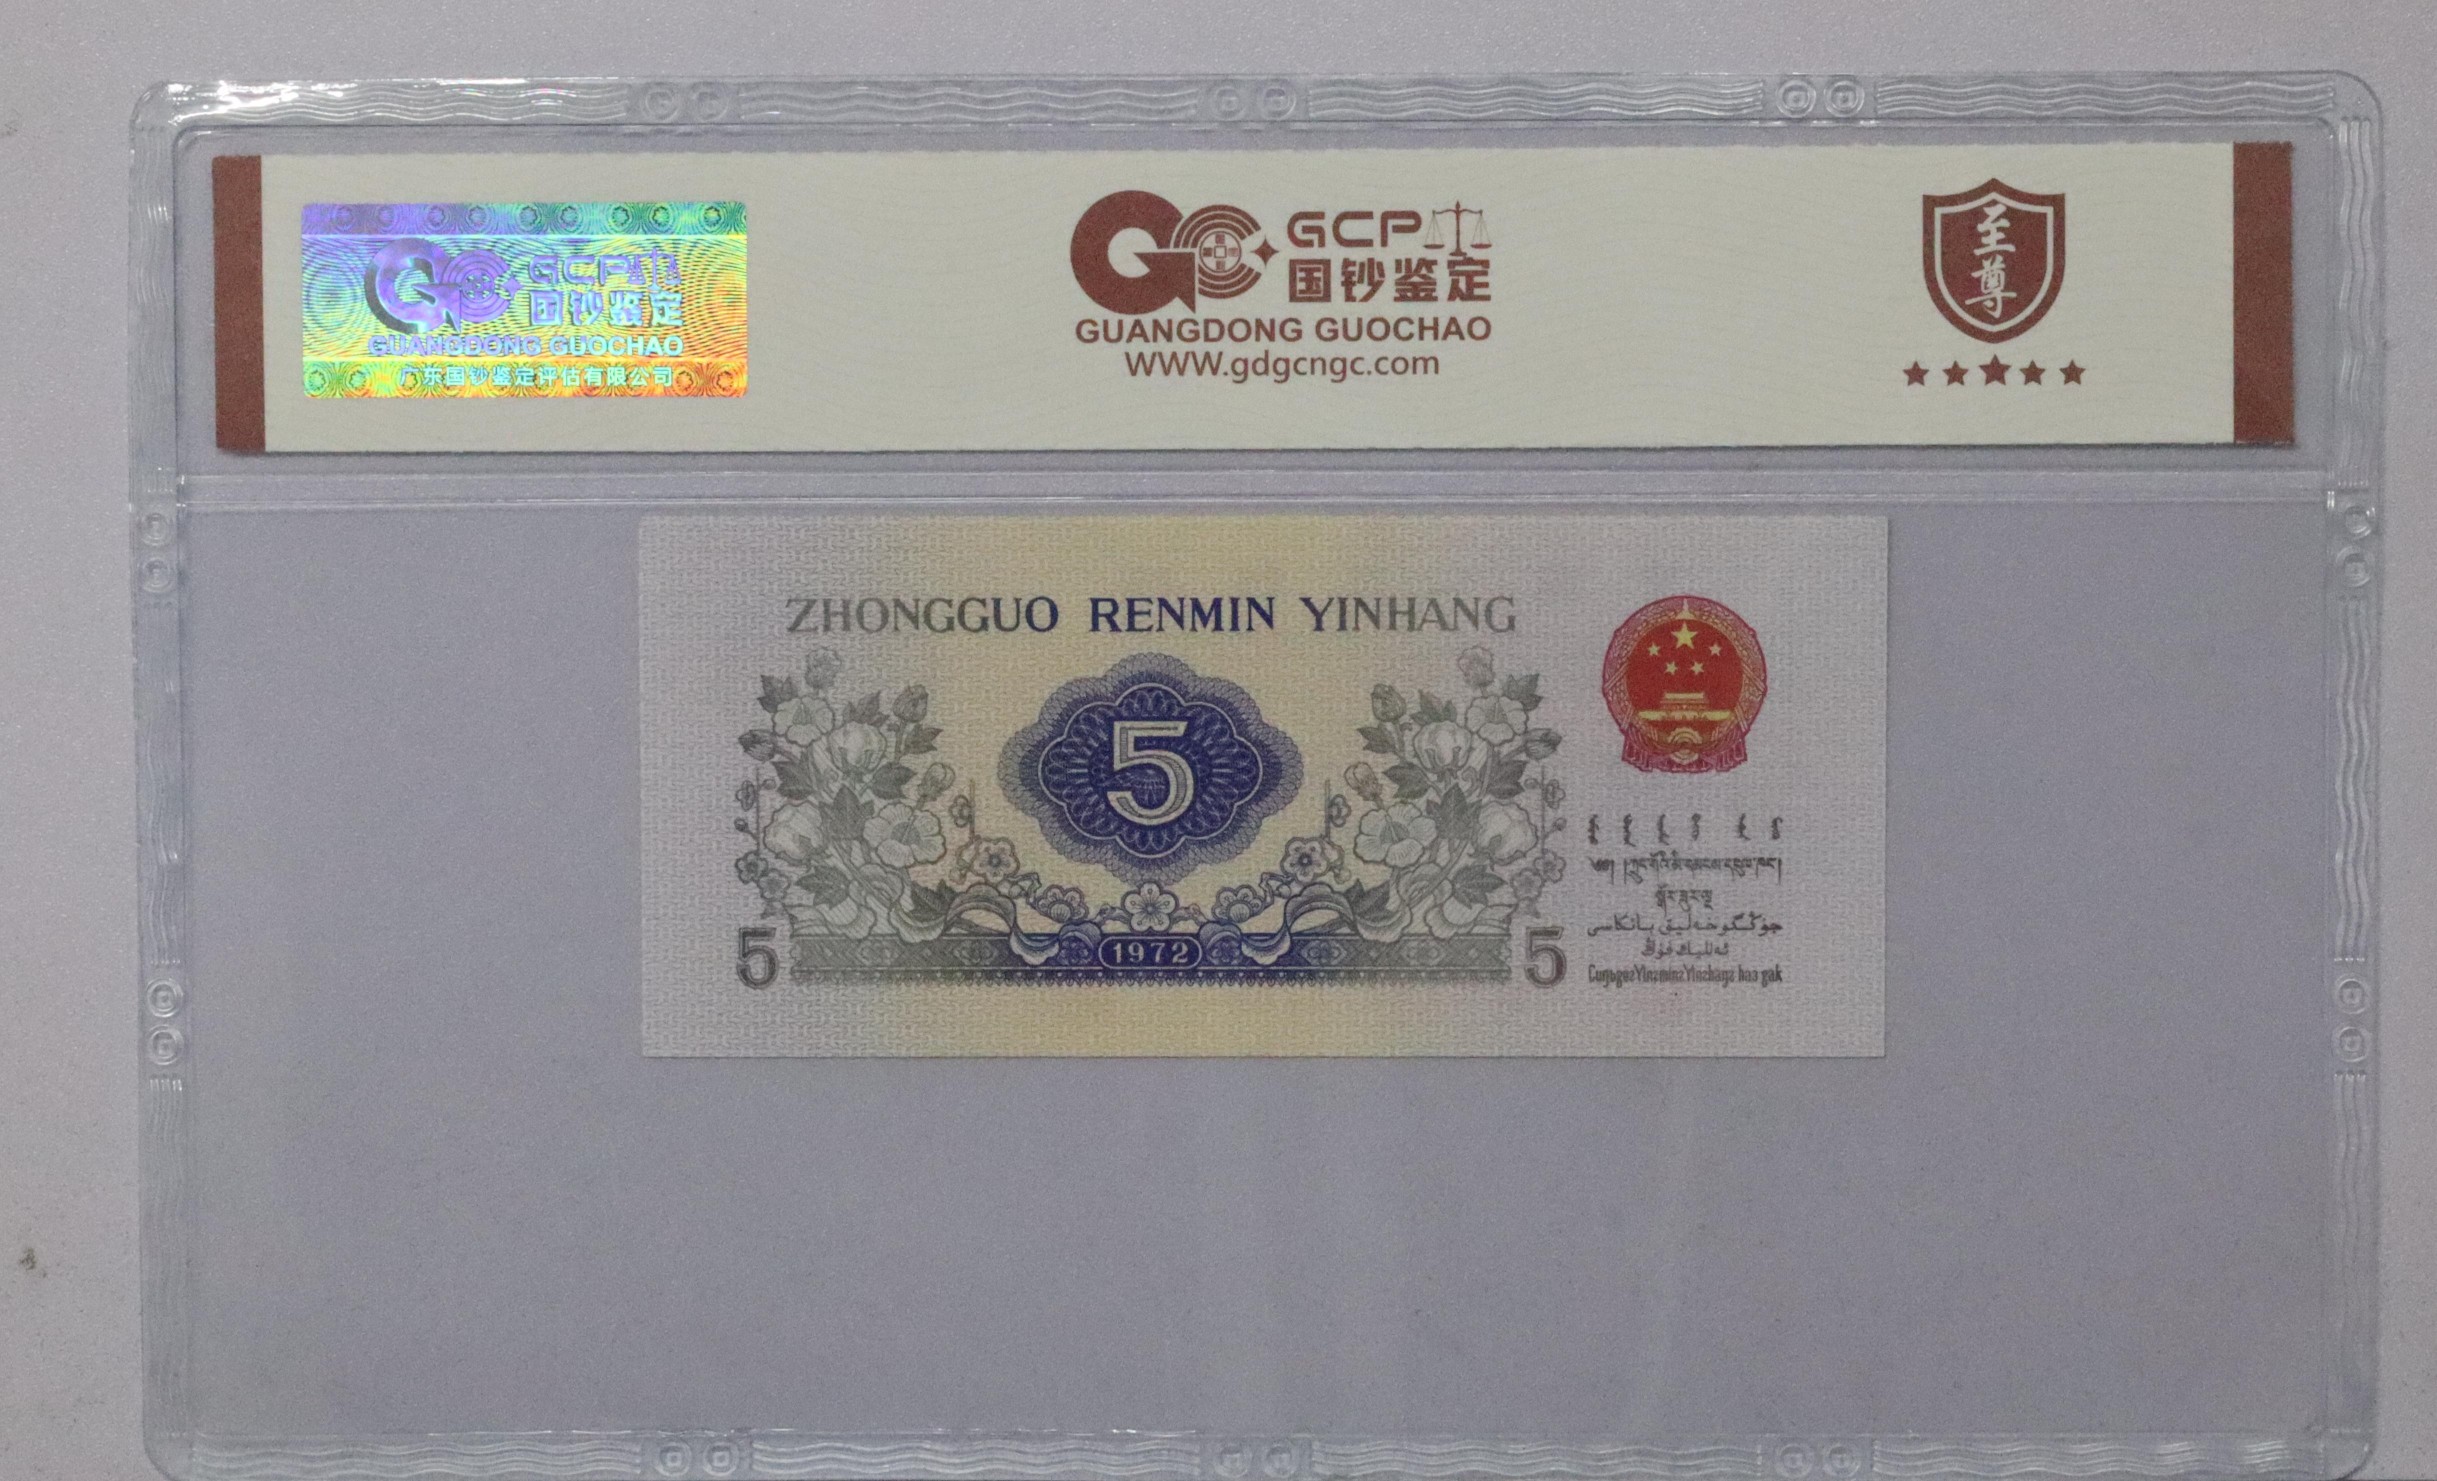 GCP
国钞鉴定
GUANGDONG GUOCHAO
广东国钞鉴定评估有限公司
GCP
国钞鉴定
GUANGDONG GUOCHAO
WWW.gdgcngc.com
至尊
ZHONGGUO RENMIN YINHANG
5
1972
5
5
جۇڭگوخەلىق بانكاسى